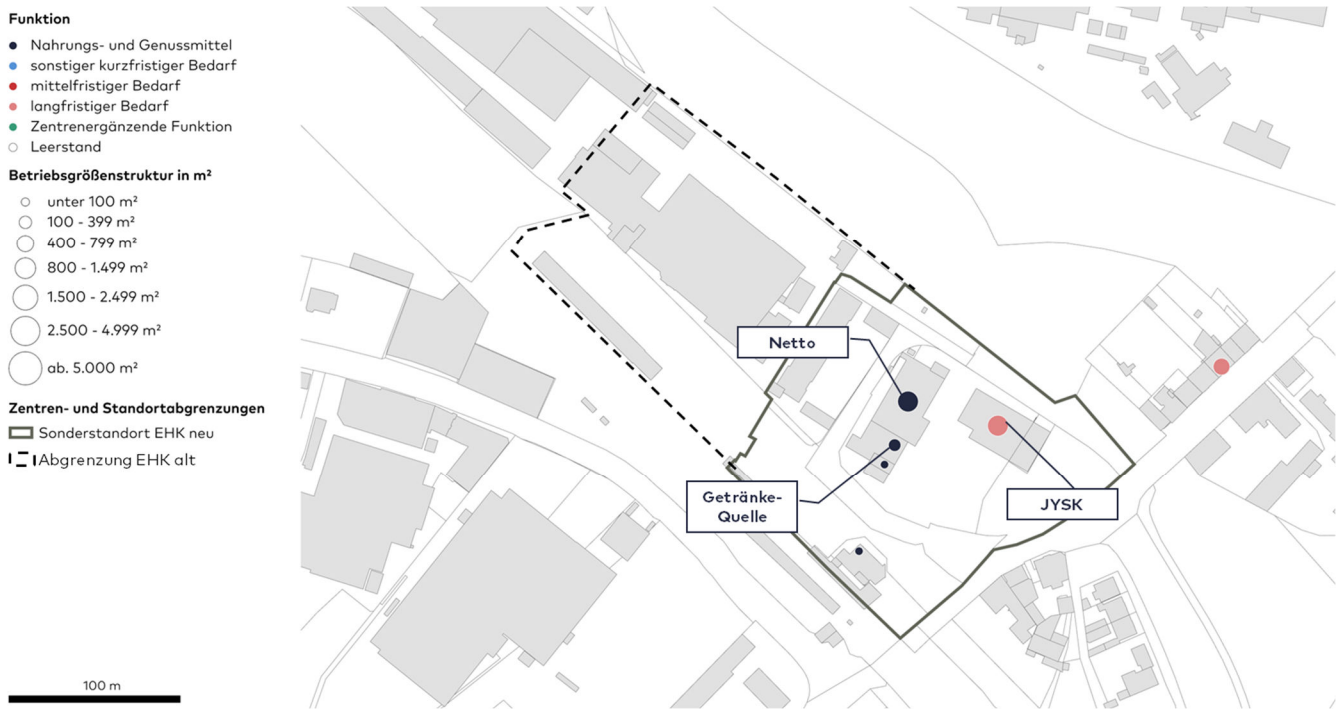 Funktion
Nahrungs- und Genussmittel
sonstiger kurzfristiger Bedarf
mittelfristiger Bedarf
langfristiger Bedarf
Zentrenergänzende Funktion
Leerstand
Betriebsgrößenstruktur in m²
unter 100 m²
100 - 399 m²
400 - 799 m²
800 - 1.499 m²
1.500 - 2.499 m²
2.500 - 4.999 m²
ab. 5.000 m²
Zentren- und Standortabgrenzungen
Sonderstandort EHK neu
Abgrenzung EHK alt
100 m
Netto
Getränke-
Quelle
JYSK